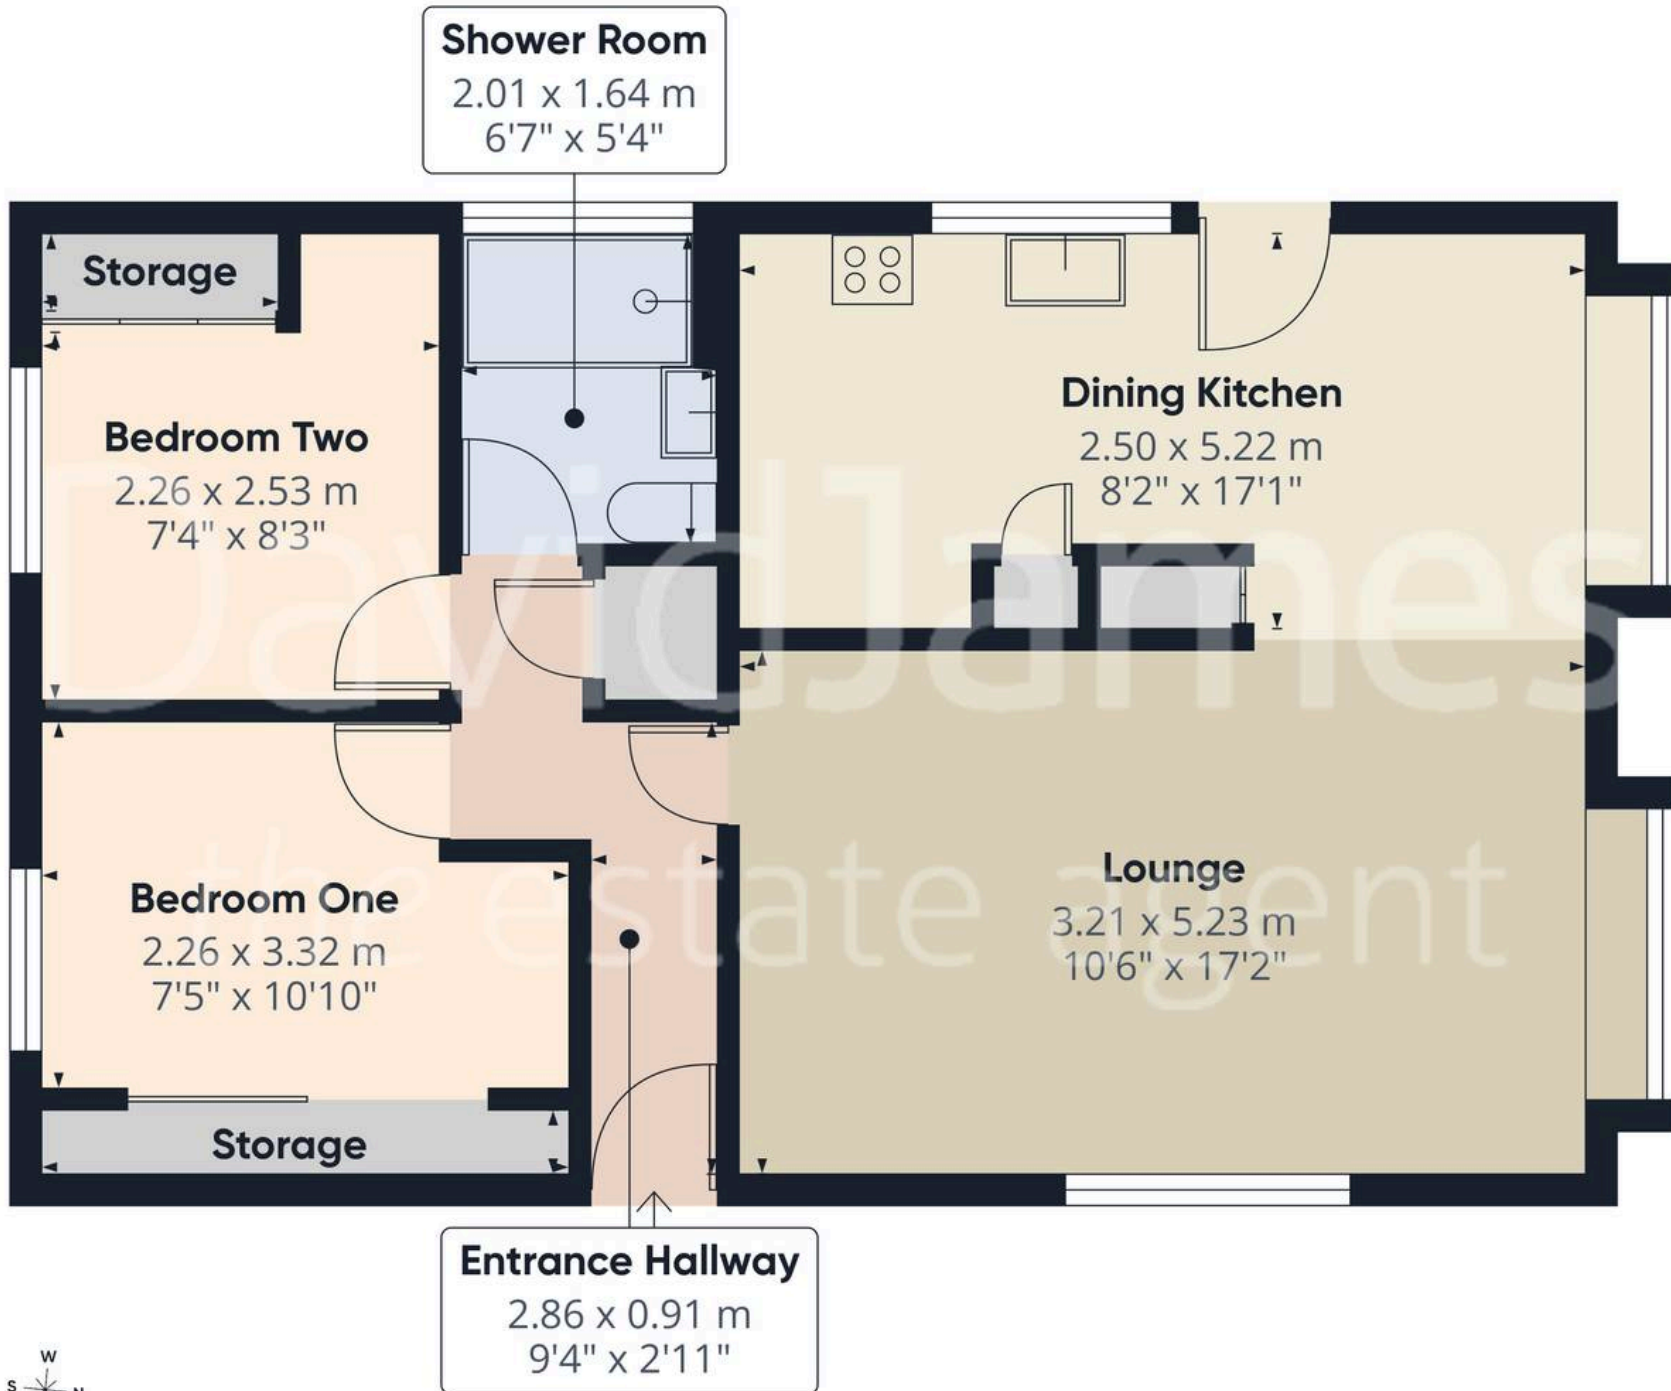 Shower Room
2.01 x 1.64 m
6'7" x 5'4"
Storage
Bedroom Two
2.26 x 2.53 m
7'4" x 8'3"
Dining Kitchen
2.50 x 5.22 m
8'2" x 17'1"
DavidJames
the estate agent
Bedroom One
2.26 x 3.32 m
7'5" x 10'10"
Lounge
3.21 x 5.23 m
10'6" x 17'2"
Storage
Entrance Hallway
2.86 x 0.91 m
9'4" x 2'11"
W
S N